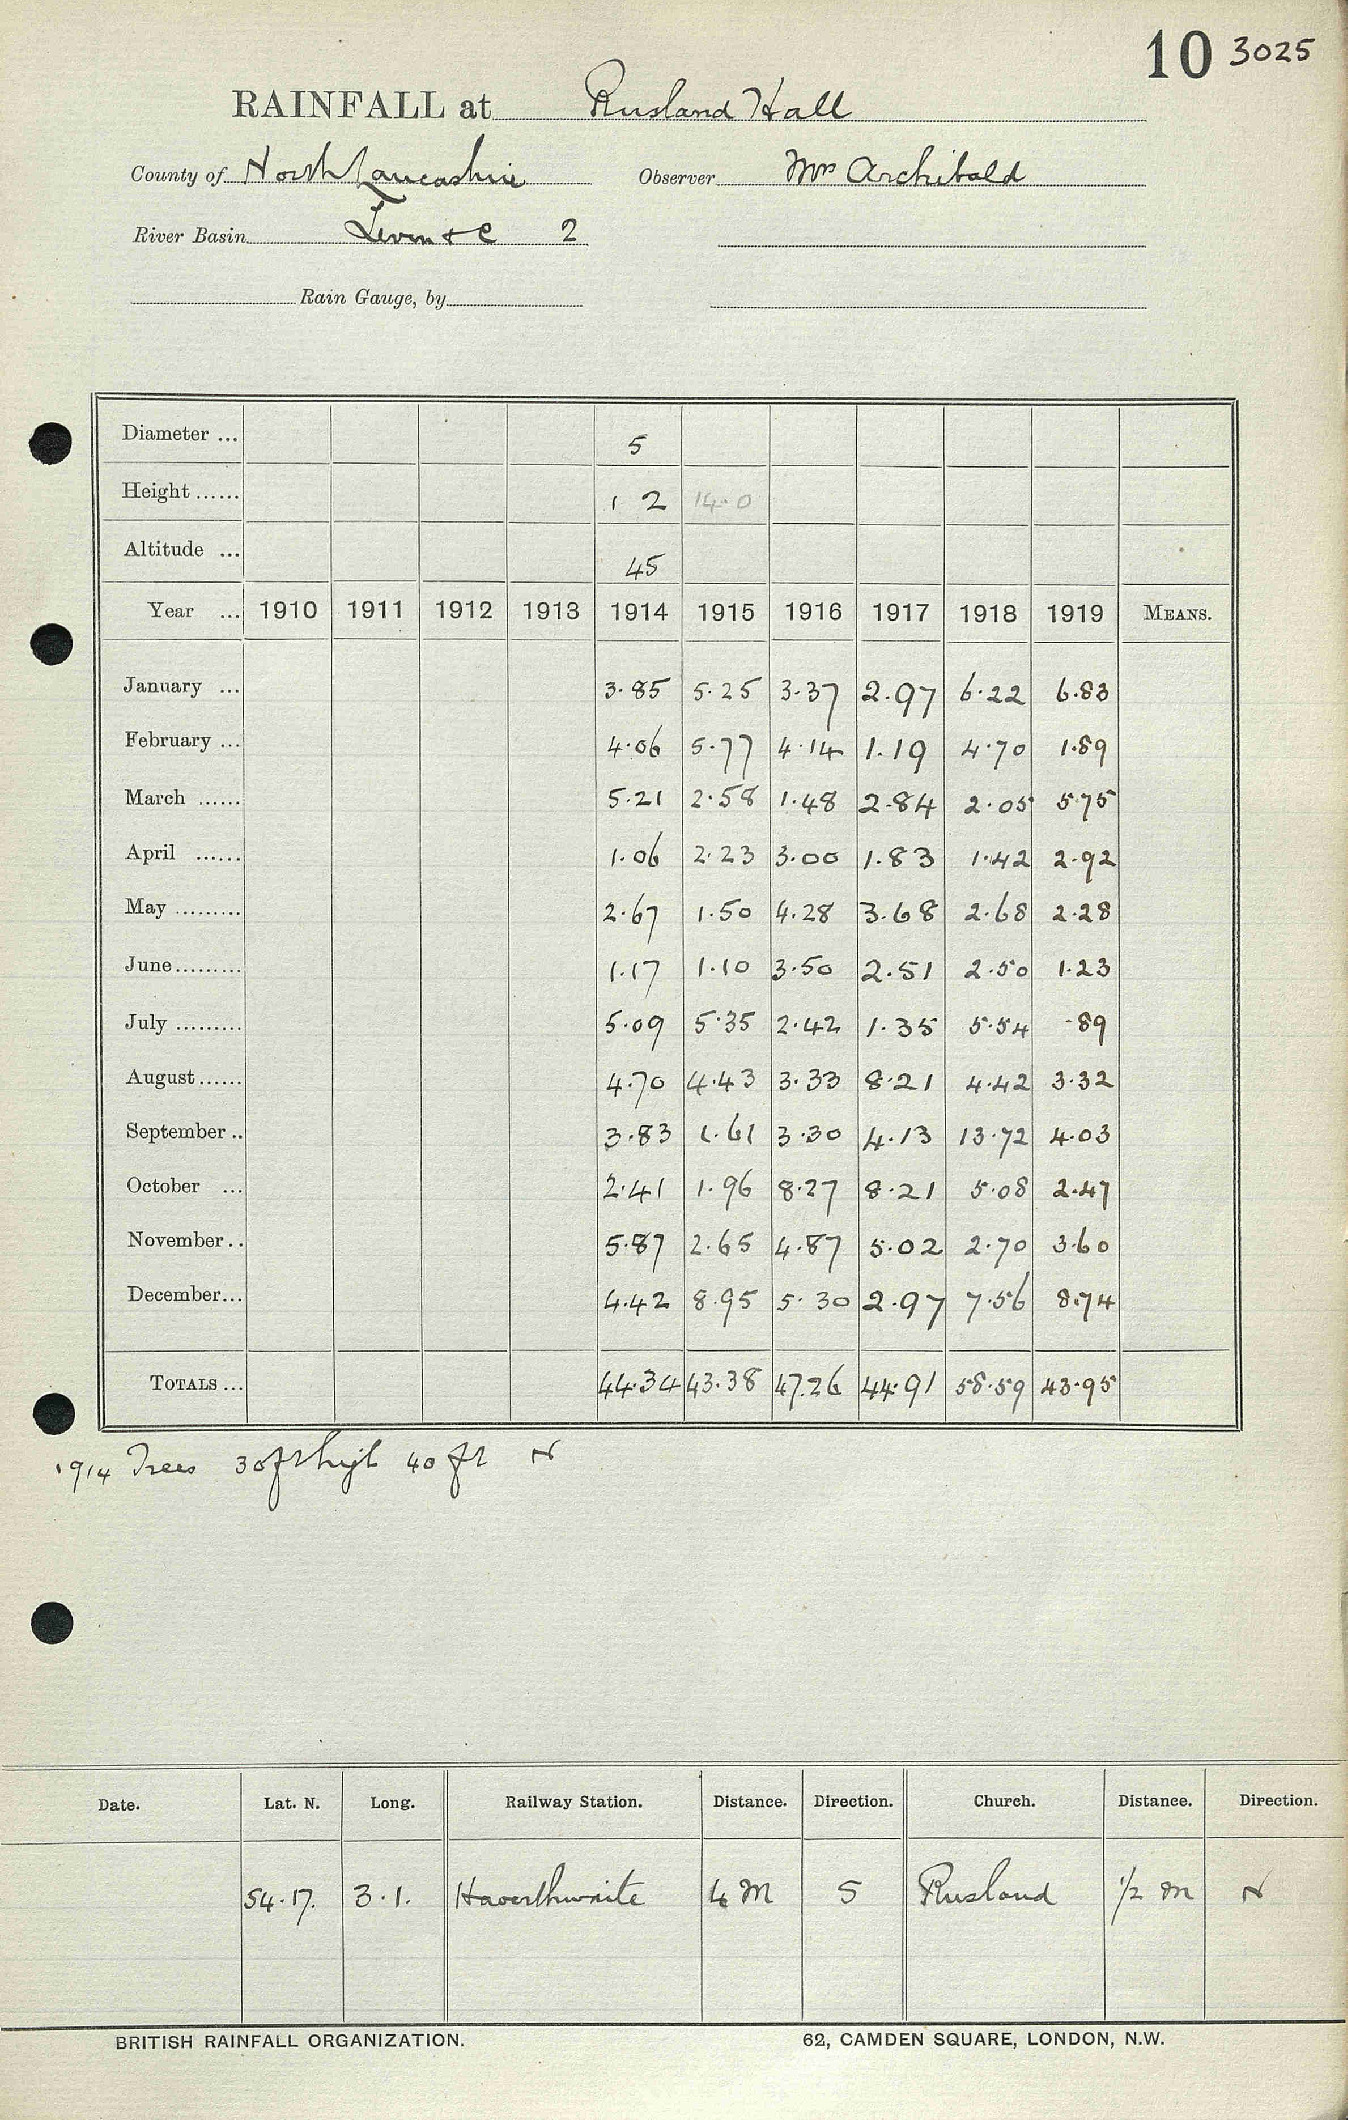 10 3025
RAINFALL at Rusland Hall
County of North Lancashire Observer Mrs Archibald
River Basin Leven &c 2
Rain Gauge, by
Diameter ... 5
Height ...... 1 2 14.0
Altitude ... 45
Year ... 1910 1911 1912 1913 1914 1915 1916 1917 1918 1919 MEANS.
January ... 3.85 5.25 3.37 2.97 6.22 6.83
February ... 4.06 5.77 4.14 1.19 4.70 1.89
March ...... 5.21 2.58 1.48 2.84 2.05 5.75
April ...... 1.06 2.23 3.00 1.83 1.42 2.92
May ......... 2.67 1.50 4.28 3.68 2.68 2.28
June......... 1.17 1.10 3.50 2.51 2.50 1.23
July ......... 5.09 5.35 2.42 1.35 5.54 .89
August...... 4.70 4.43 3.33 8.21 4.42 3.32
September .. 3.83 1.61 3.30 4.13 13.72 4.03
October ... 2.41 1.96 8.27 8.21 5.08 2.47
November .. 5.87 2.65 4.87 5.02 2.70 3.60
December... 4.42 8.95 5.30 2.97 7.56 8.74
TOTALS ... 44.34 43.38 47.26 44.91 58.59 43.95
1914 Trees 30ft high 40 ft N
Date. Lat. N. Long. Railway Station. Distance. Direction. Church. Distance. Direction.
54.17. 3.1. Haverthwaite 4 M S Rusland 1/2 m N
BRITISH RAINFALL ORGANIZATION. 62, CAMDEN SQUARE, LONDON, N.W.